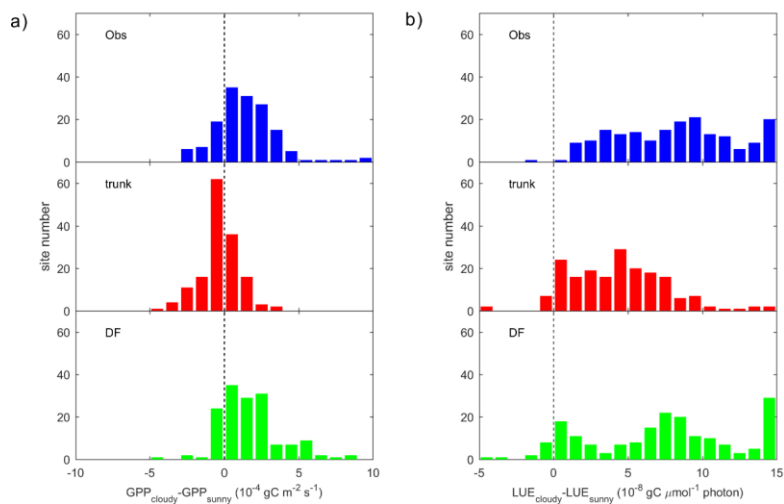 a)
Obs
60
40
20
0
trunk
60
40
20
0
DF
60
40
20
0
site number
-10
-5
0
5
10
GPPcloudy-GPPsunny (10-4 gC m-2 s-1)
b)
Obs
60
40
20
0
trunk
60
40
20
0
DF
60
40
20
0
site number
-5
0
5
10
15
LUEcloudy-LUEsunny (10-8 gC μmol-1 photon)